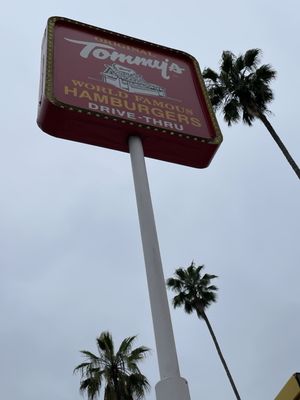 ORIGINAL
Tommy's
WORLD FAMOUS
HAMBURGERS
DRIVE-THRU